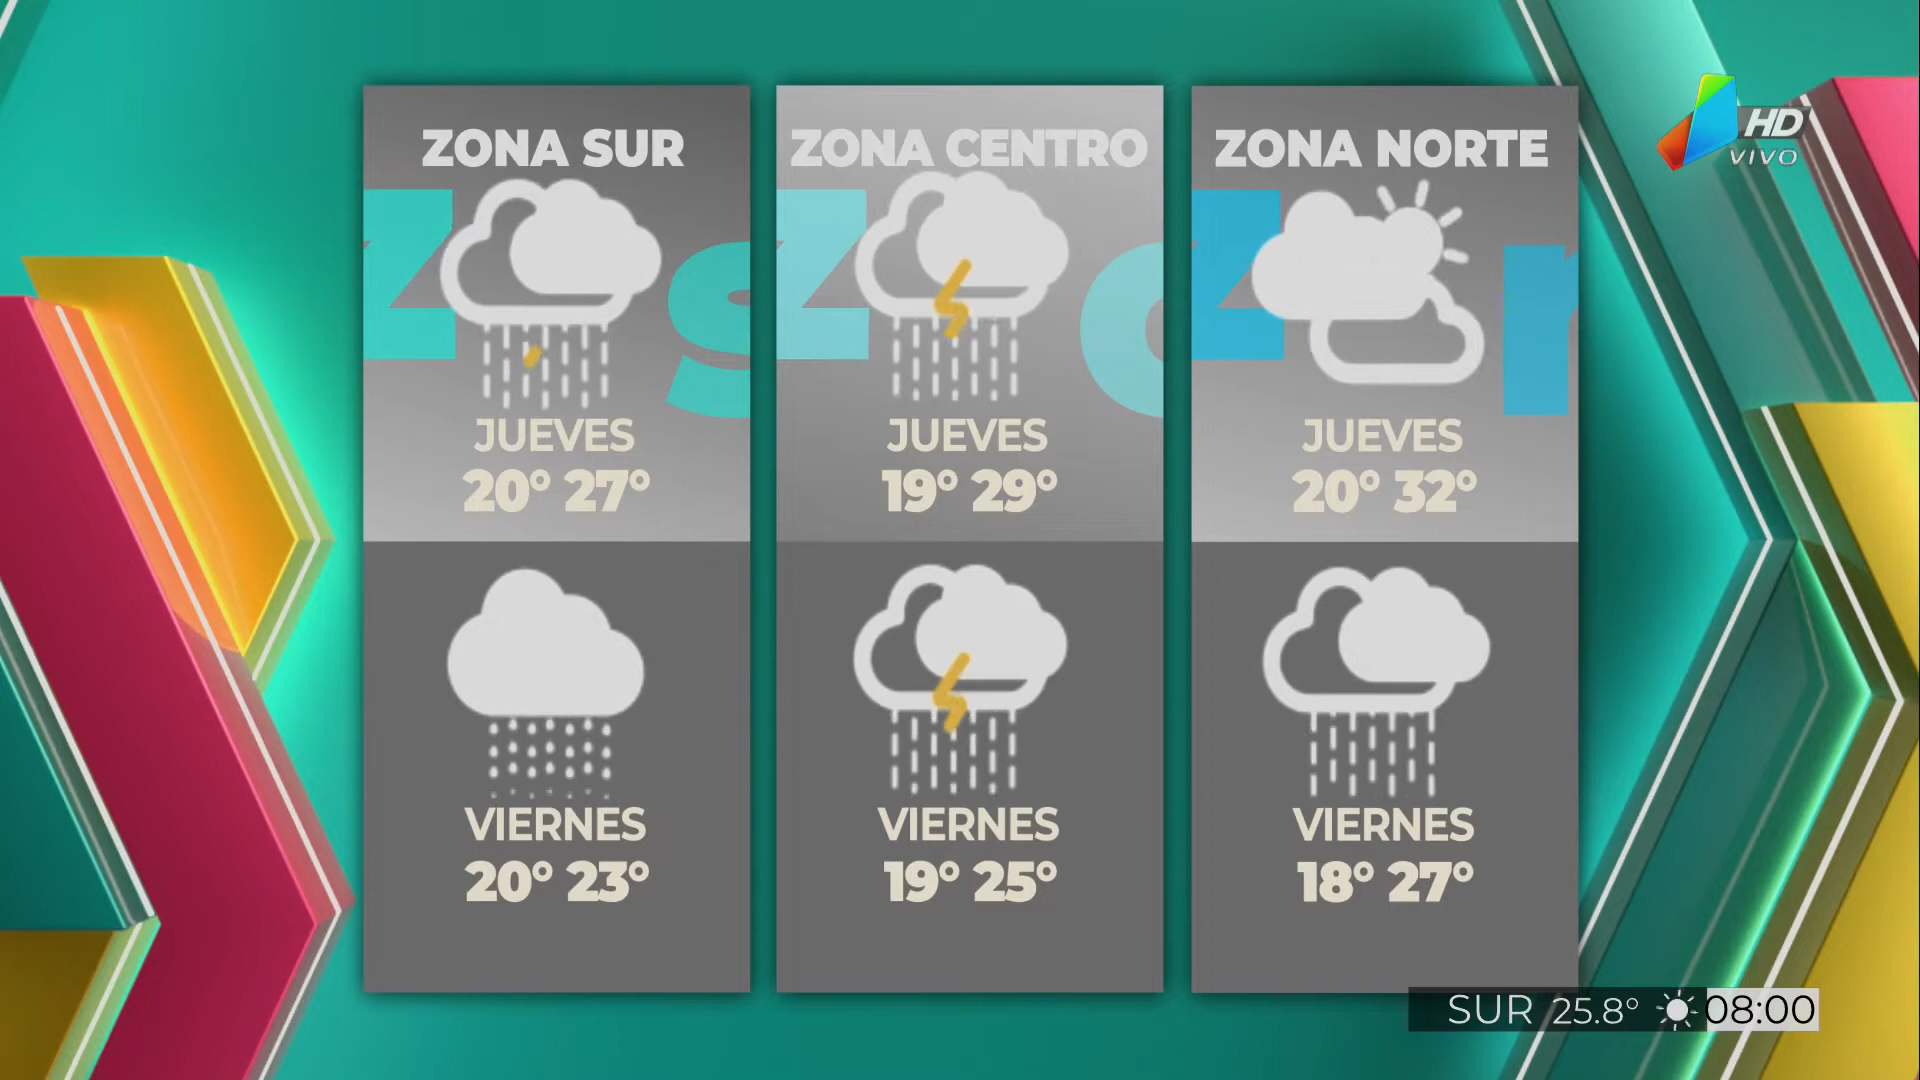 ZONA SUR
JUEVES
20° 27°
VIERNES
20° 23°
ZONA CENTRO
JUEVES
19° 29°
VIERNES
19° 25°
ZONA NORTE
JUEVES
20° 32°
VIERNES
18° 27°
HD
VIVO
z s
z c
z n
SUR 25.8° 08:00